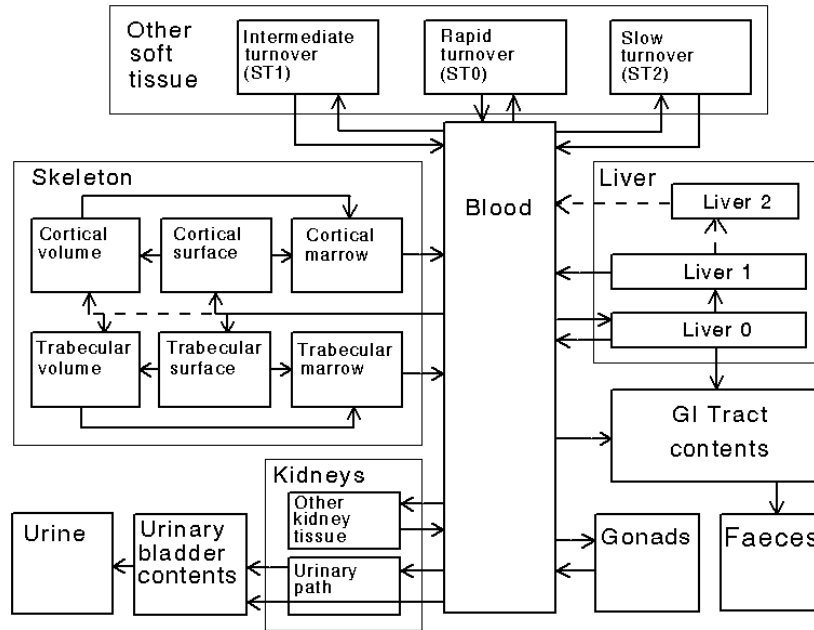 Other
soft
tissue
Intermediate
turnover
(ST1)
Rapid
turnover
(ST0)
Slow
turnover
(ST2)
Skeleton
Blood
Liver
Liver 2
Cortical
volume
Cortical
surface
Cortical
marrow
Liver 1
Liver 0
Trabecular
volume
Trabecular
surface
Trabecular
marrow
GI Tract
contents
Kidneys
Other
kidney
tissue
Urine
Urinary
bladder
contents
Urinary
path
Gonads
Faeces